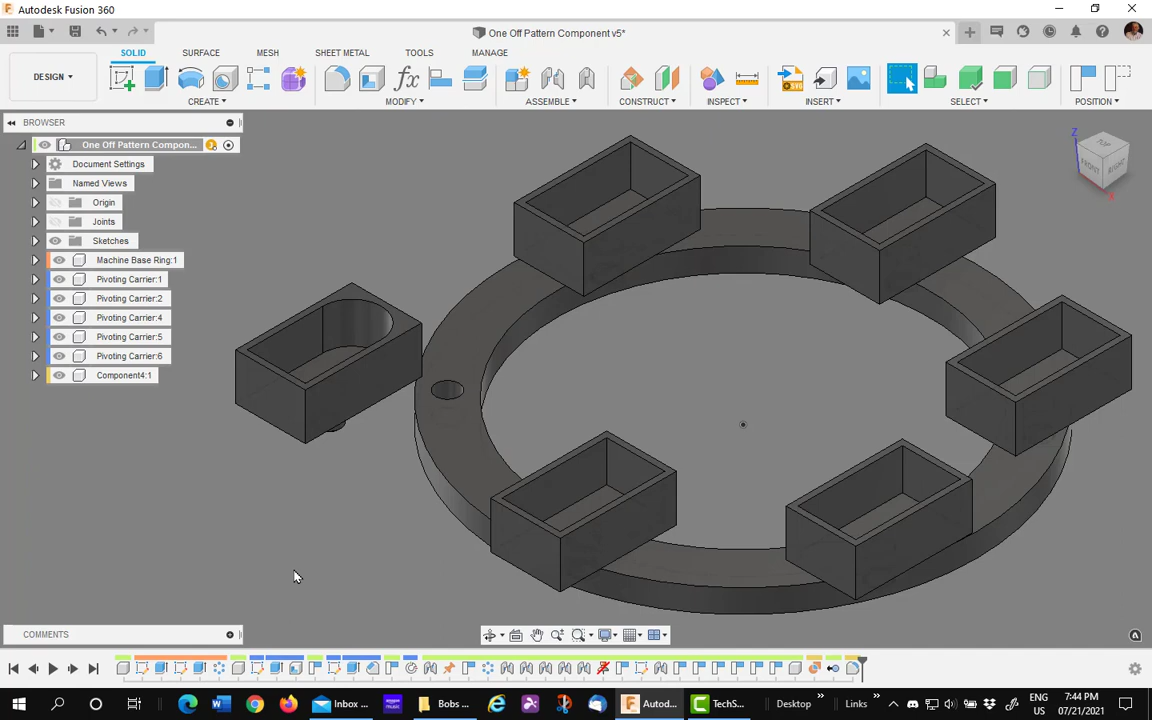 Autodesk Fusion 360
One Off Pattern Component v5*
SOLID SURFACE MESH SHEET METAL TOOLS MANAGE
DESIGN
CREATE MODIFY ASSEMBLE CONSTRUCT INSPECT INSERT SELECT POSITION
BROWSER
One Off Pattern Compon...
Document Settings
Named Views
Origin
Joints
Sketches
Machine Base Ring:1
Pivoting Carrier:1
Pivoting Carrier:2
Pivoting Carrier:4
Pivoting Carrier:5
Pivoting Carrier:6
Component4:1
Z
TOP
FRONT
RIGHT
X
COMMENTS
Inbox ... Bobs ... Autod... TechS... Desktop Links ENG US 7:44 PM 07/21/2021